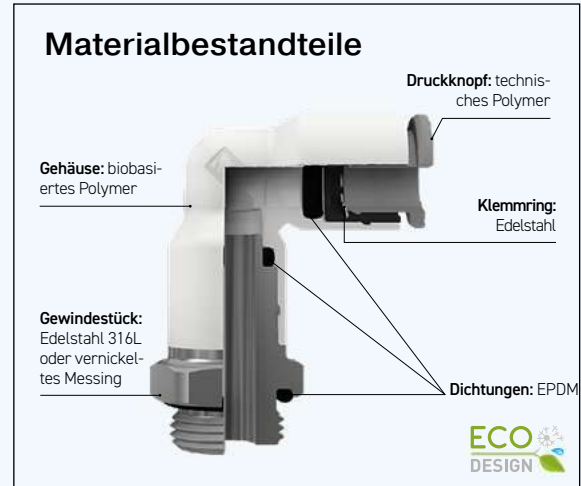 Materialbestandteile
Druckknopf: technis-
ches Polymer
Gehäuse: biobasi-
ertes Polymer
Klemmring:
Edelstahl
Gewindestück:
Edelstahl 316L
oder vernickel-
tes Messing
Dichtungen: EPDM
ECO
DESIGN